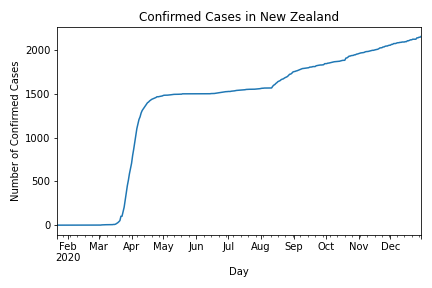 Confirmed Cases in New Zealand
Number of Confirmed Cases
2000
1500
1000
500
0
Feb Mar Apr May Jun Jul Aug Sep Oct Nov Dec
2020
Day